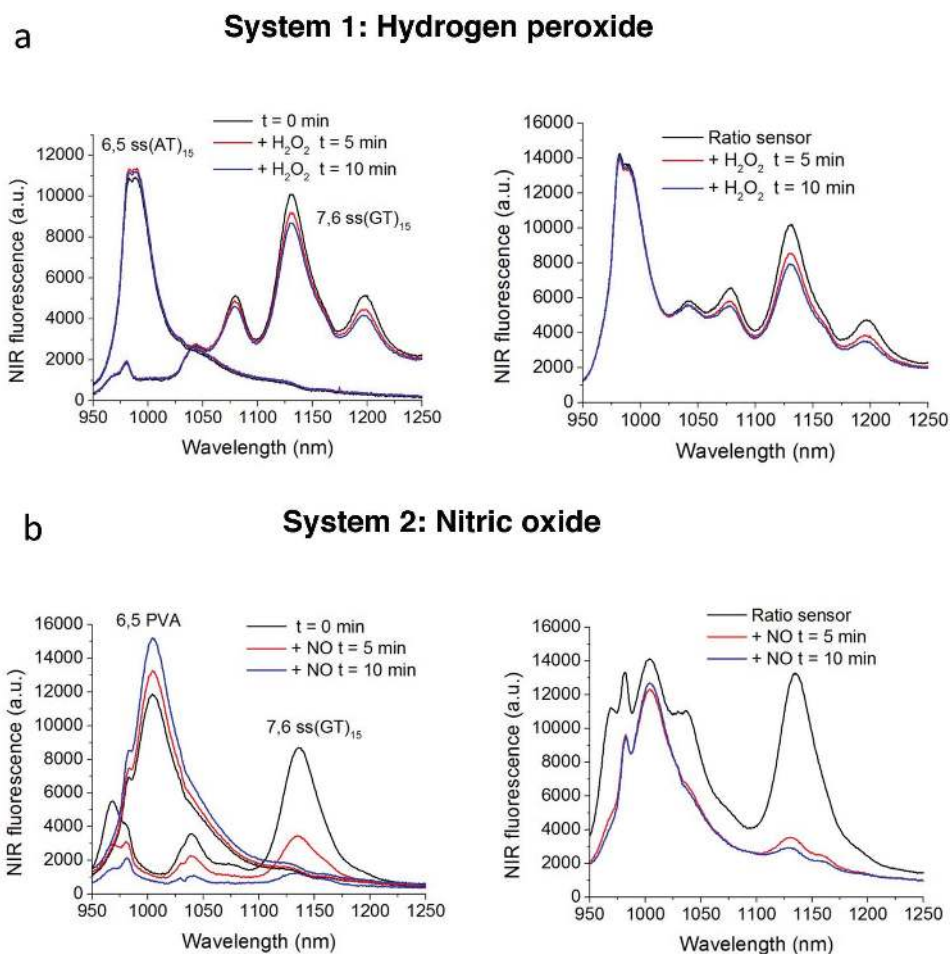 a
System 1: Hydrogen peroxide
6,5 ss(AT)₁₅
t = 0 min
+ H₂O₂ t = 5 min
+ H₂O₂ t = 10 min
7,6 ss(GT)₁₅
12000
10000
8000
6000
4000
2000
0
NIR fluorescence (a.u.)
950 1000 1050 1100 1150 1200 1250
Wavelength (nm)
Ratio sensor
+ H₂O₂ t = 5 min
+ H₂O₂ t = 10 min
16000
14000
12000
10000
8000
6000
4000
2000
0
NIR fluorescence (a.u.)
950 1000 1050 1100 1150 1200 1250
Wavelength (nm)
b
System 2: Nitric oxide
6,5 PVA
t = 0 min
+ NO t = 5 min
+ NO t = 10 min
7,6 ss(GT)₁₅
18000
16000
14000
12000
10000
8000
6000
4000
2000
0
NIR fluorescence (a.u.)
950 1000 1050 1100 1150 1200 1250
Wavelength (nm)
Ratio sensor
+ NO t = 5 min
+ NO t = 10 min
16000
14000
12000
10000
8000
6000
4000
2000
0
NIR fluorescence (a.u.)
950 1000 1050 1100 1150 1200 1250
Wavelength (nm)